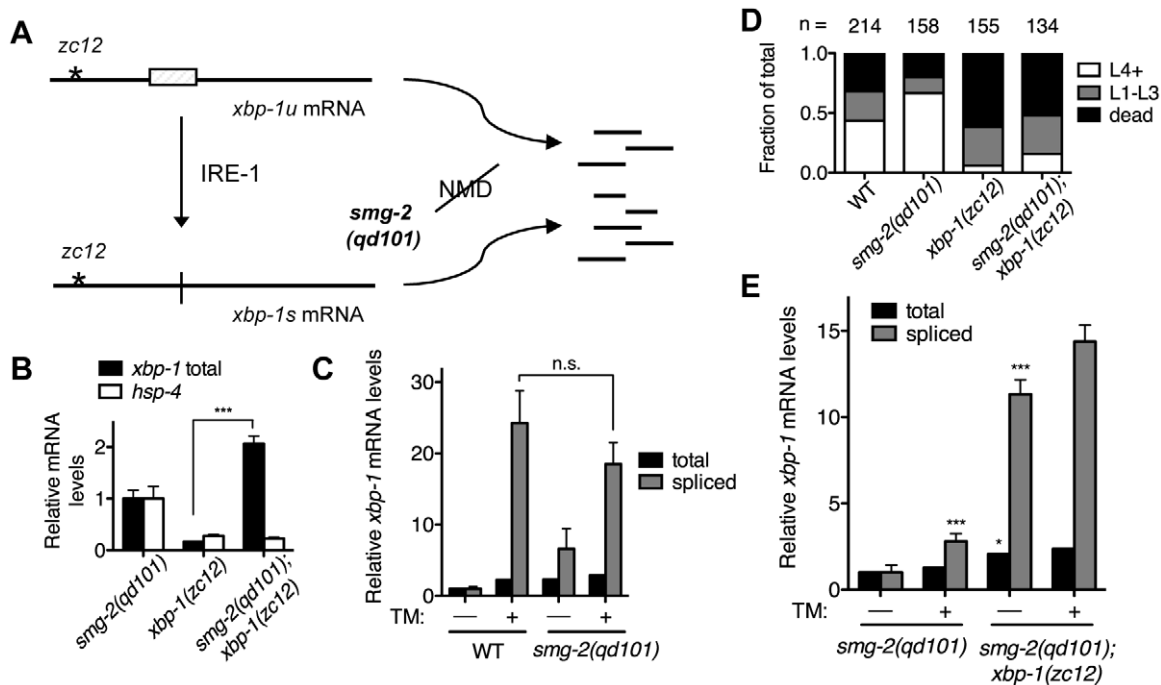 A
zc12
*
xbp-1u mRNA
IRE-1
NMD
smg-2
(qd101)
zc12
*
xbp-1s mRNA
B
xbp-1 total
hsp-4
***
Relative mRNA
levels
2
1
0
smg-2(qd101)
xbp-1(zc12)
smg-2(qd101);
xbp-1(zc12)
C
n.s.
Relative xbp-1 mRNA levels
30
20
10
0
total
spliced
TM: — + — +
WT smg-2(qd101)
D
n = 214 158 155 134
Fraction of total
1.0
0.5
0.0
L4+
L1-L3
dead
WT
smg-2(qd101)
xbp-1(zc12)
smg-2(qd101);
xbp-1(zc12)
E
total
spliced
Relative xbp-1 mRNA levels
15
10
5
0
***
*
***
TM: — + — +
smg-2(qd101) smg-2(qd101);
xbp-1(zc12)